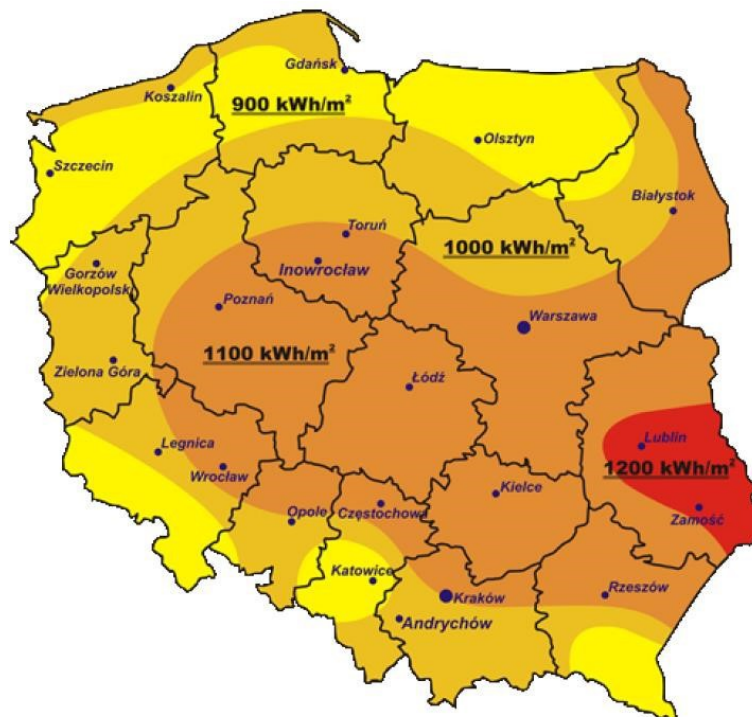 Gdańsk
Koszalin
900 kWh/m²
Olsztyn
Szczecin
Białystok
Toruń
1000 kWh/m²
Inowrocław
Gorzów
Wielkopolski
Poznań
Warszawa
1100 kWh/m²
Zielona Góra
Łódź
Legnica
Lublin
Wrocław
1200 kWh/m²
Kielce
Opole
Częstochowa
Zamość
Katowice
Kraków
Rzeszów
Andrychów